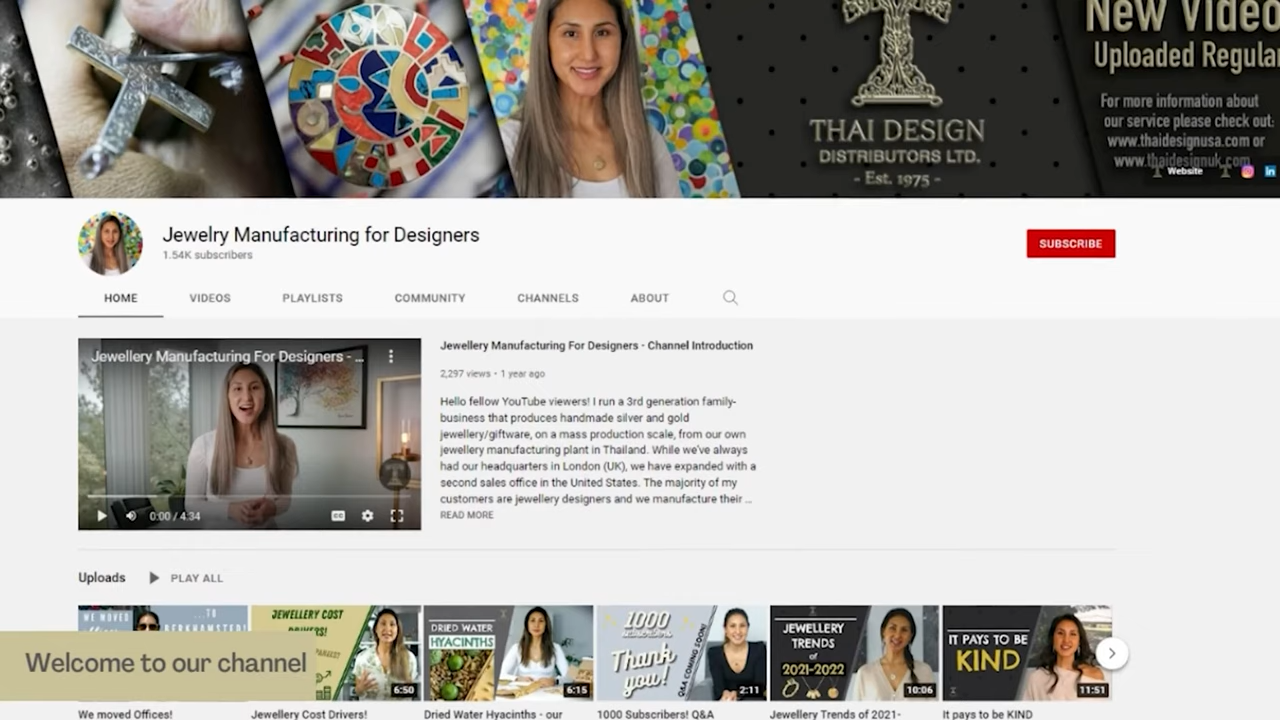 New Video
Uploaded Regular
For more information about
our service please check out:
www.thaidesignusa.com or
www.thaidesignuk.com
Website
THAI DESIGN
DISTRIBUTORS LTD.
- Est. 1975 -
Jewelry Manufacturing for Designers
1.54K subscribers
SUBSCRIBE
HOME
VIDEOS
PLAYLISTS
COMMUNITY
CHANNELS
ABOUT
Jewellery Manufacturing For Designers - ...
0:00 / 4:34
Jewellery Manufacturing For Designers - Channel Introduction
2,297 views • 1 year ago
Hello fellow YouTube viewers! I run a 3rd generation family-
business that produces handmade silver and gold
jewellery/giftware, on a mass production scale, from our own
jewellery manufacturing plant in Thailand. While we've always
had our headquarters in London (UK), we have expanded with a
second sales office in the United States. The majority of my
customers are jewellery designers and we manufacture their ...
READ MORE
Uploads
PLAY ALL
WE MOVED
...TO
BERKHAMSTED!
JEWELLERY COST
DRIVERS!
6:50
DRIED WATER
HYACINTHS
6:15
1000
Thank
you!
Q&A COMING SOON!
2:11
JEWELLERY
TRENDS
of
2021-2022
10:06
IT PAYS TO BE
KIND
11:51
Welcome to our channel
We moved Offices!
Jewellery Cost Drivers!
Dried Water Hyacinths - our
1000 Subscribers! Q&A
Jewellery Trends of 2021-
It pays to be KIND